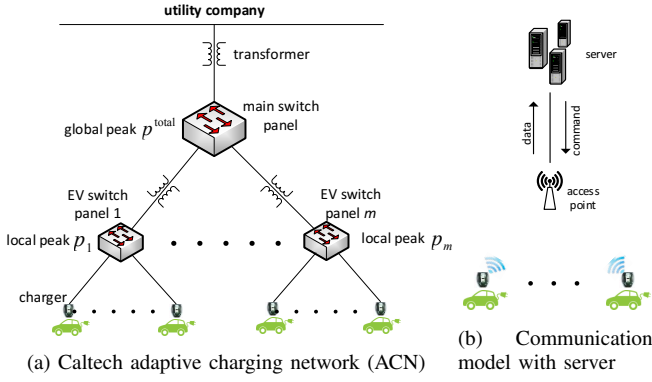 utility company
transformer
main switch
panel
global peak p^total
EV switch
panel 1
EV switch
panel m
local peak p_1
local peak p_m
charger
(a) Caltech adaptive charging network (ACN)
server
data
command
access
point
(b) Communication
model with server